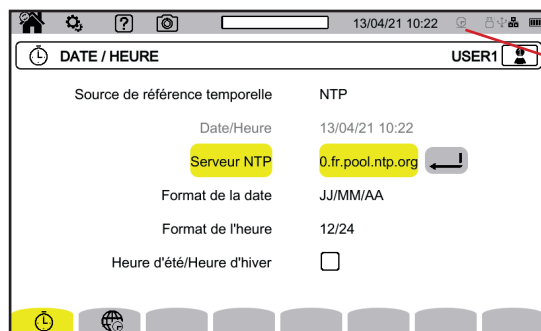 13/04/21 10:22
DATE / HEURE USER1
Source de référence temporelle NTP
Date/Heure 13/04/21 10:22
Serveur NTP 0.fr.pool.ntp.org
Format de la date JJ/MM/AA
Format de l'heure 12/24
Heure d'été/Heure d'hiver